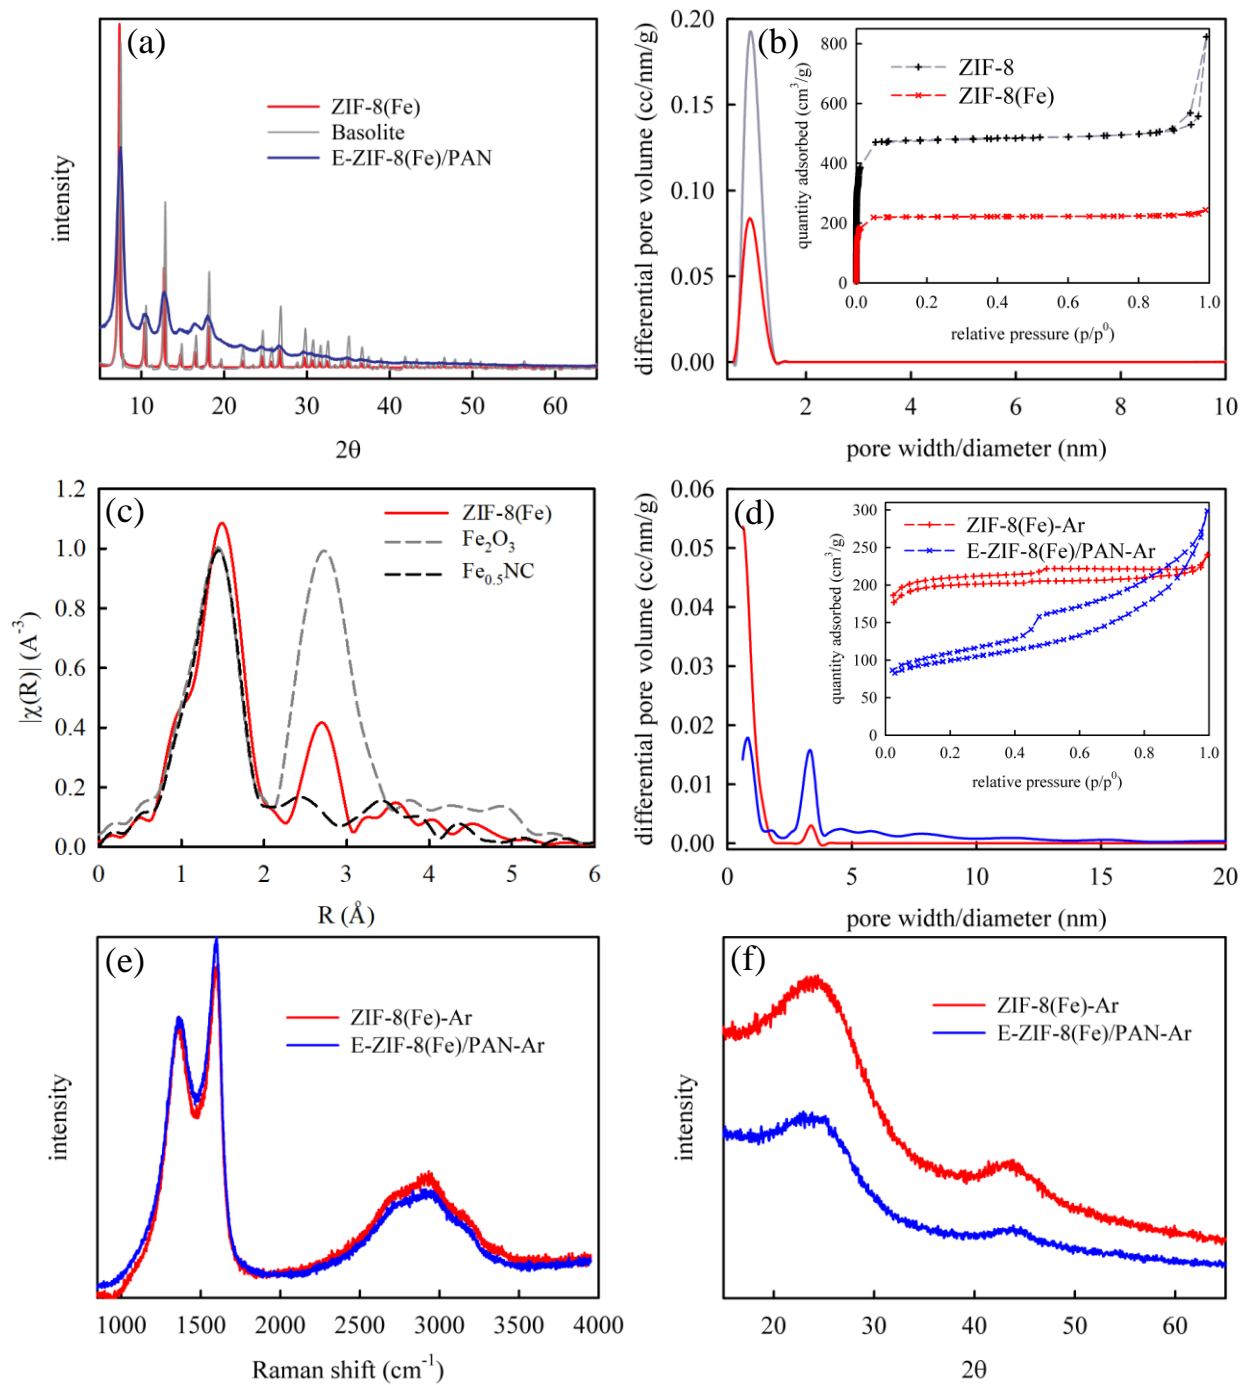 (a)
ZIF-8(Fe)
Basolite
E-ZIF-8(Fe)/PAN
intensity
10 20 30 40 50 60
2θ
(b)
differential pore volume (cc/nm/g)
0.20
0.15
0.10
0.05
0.00
2 4 6 8 10
pore width/diameter (nm)
quantity adsorbed (cm³/g)
800
600
400
200
0
0.0 0.2 0.4 0.6 0.8 1.0
relative pressure (p/p⁰)
ZIF-8
ZIF-8(Fe)
(c)
|χ(R)| (A⁻³)
1.2
1.0
0.8
0.6
0.4
0.2
0.0
0 1 2 3 4 5 6
R (Å)
ZIF-8(Fe)
Fe₂O₃
Fe₀.₅NC
(d)
differential pore volume (cc/nm/g)
0.06
0.05
0.04
0.03
0.02
0.01
0.00
0 5 10 15 20
pore width/diameter (nm)
quantity adsorbed (cm³/g)
300
250
200
150
100
50
0
0.0 0.2 0.4 0.6 0.8 1.0
relative pressure (p/p⁰)
ZIF-8(Fe)-Ar
E-ZIF-8(Fe)/PAN-Ar
(e)
ZIF-8(Fe)-Ar
E-ZIF-8(Fe)/PAN-Ar
intensity
1000 1500 2000 2500 3000 3500 4000
Raman shift (cm⁻¹)
(f)
ZIF-8(Fe)-Ar
E-ZIF-8(Fe)/PAN-Ar
intensity
20 30 40 50 60
2θ